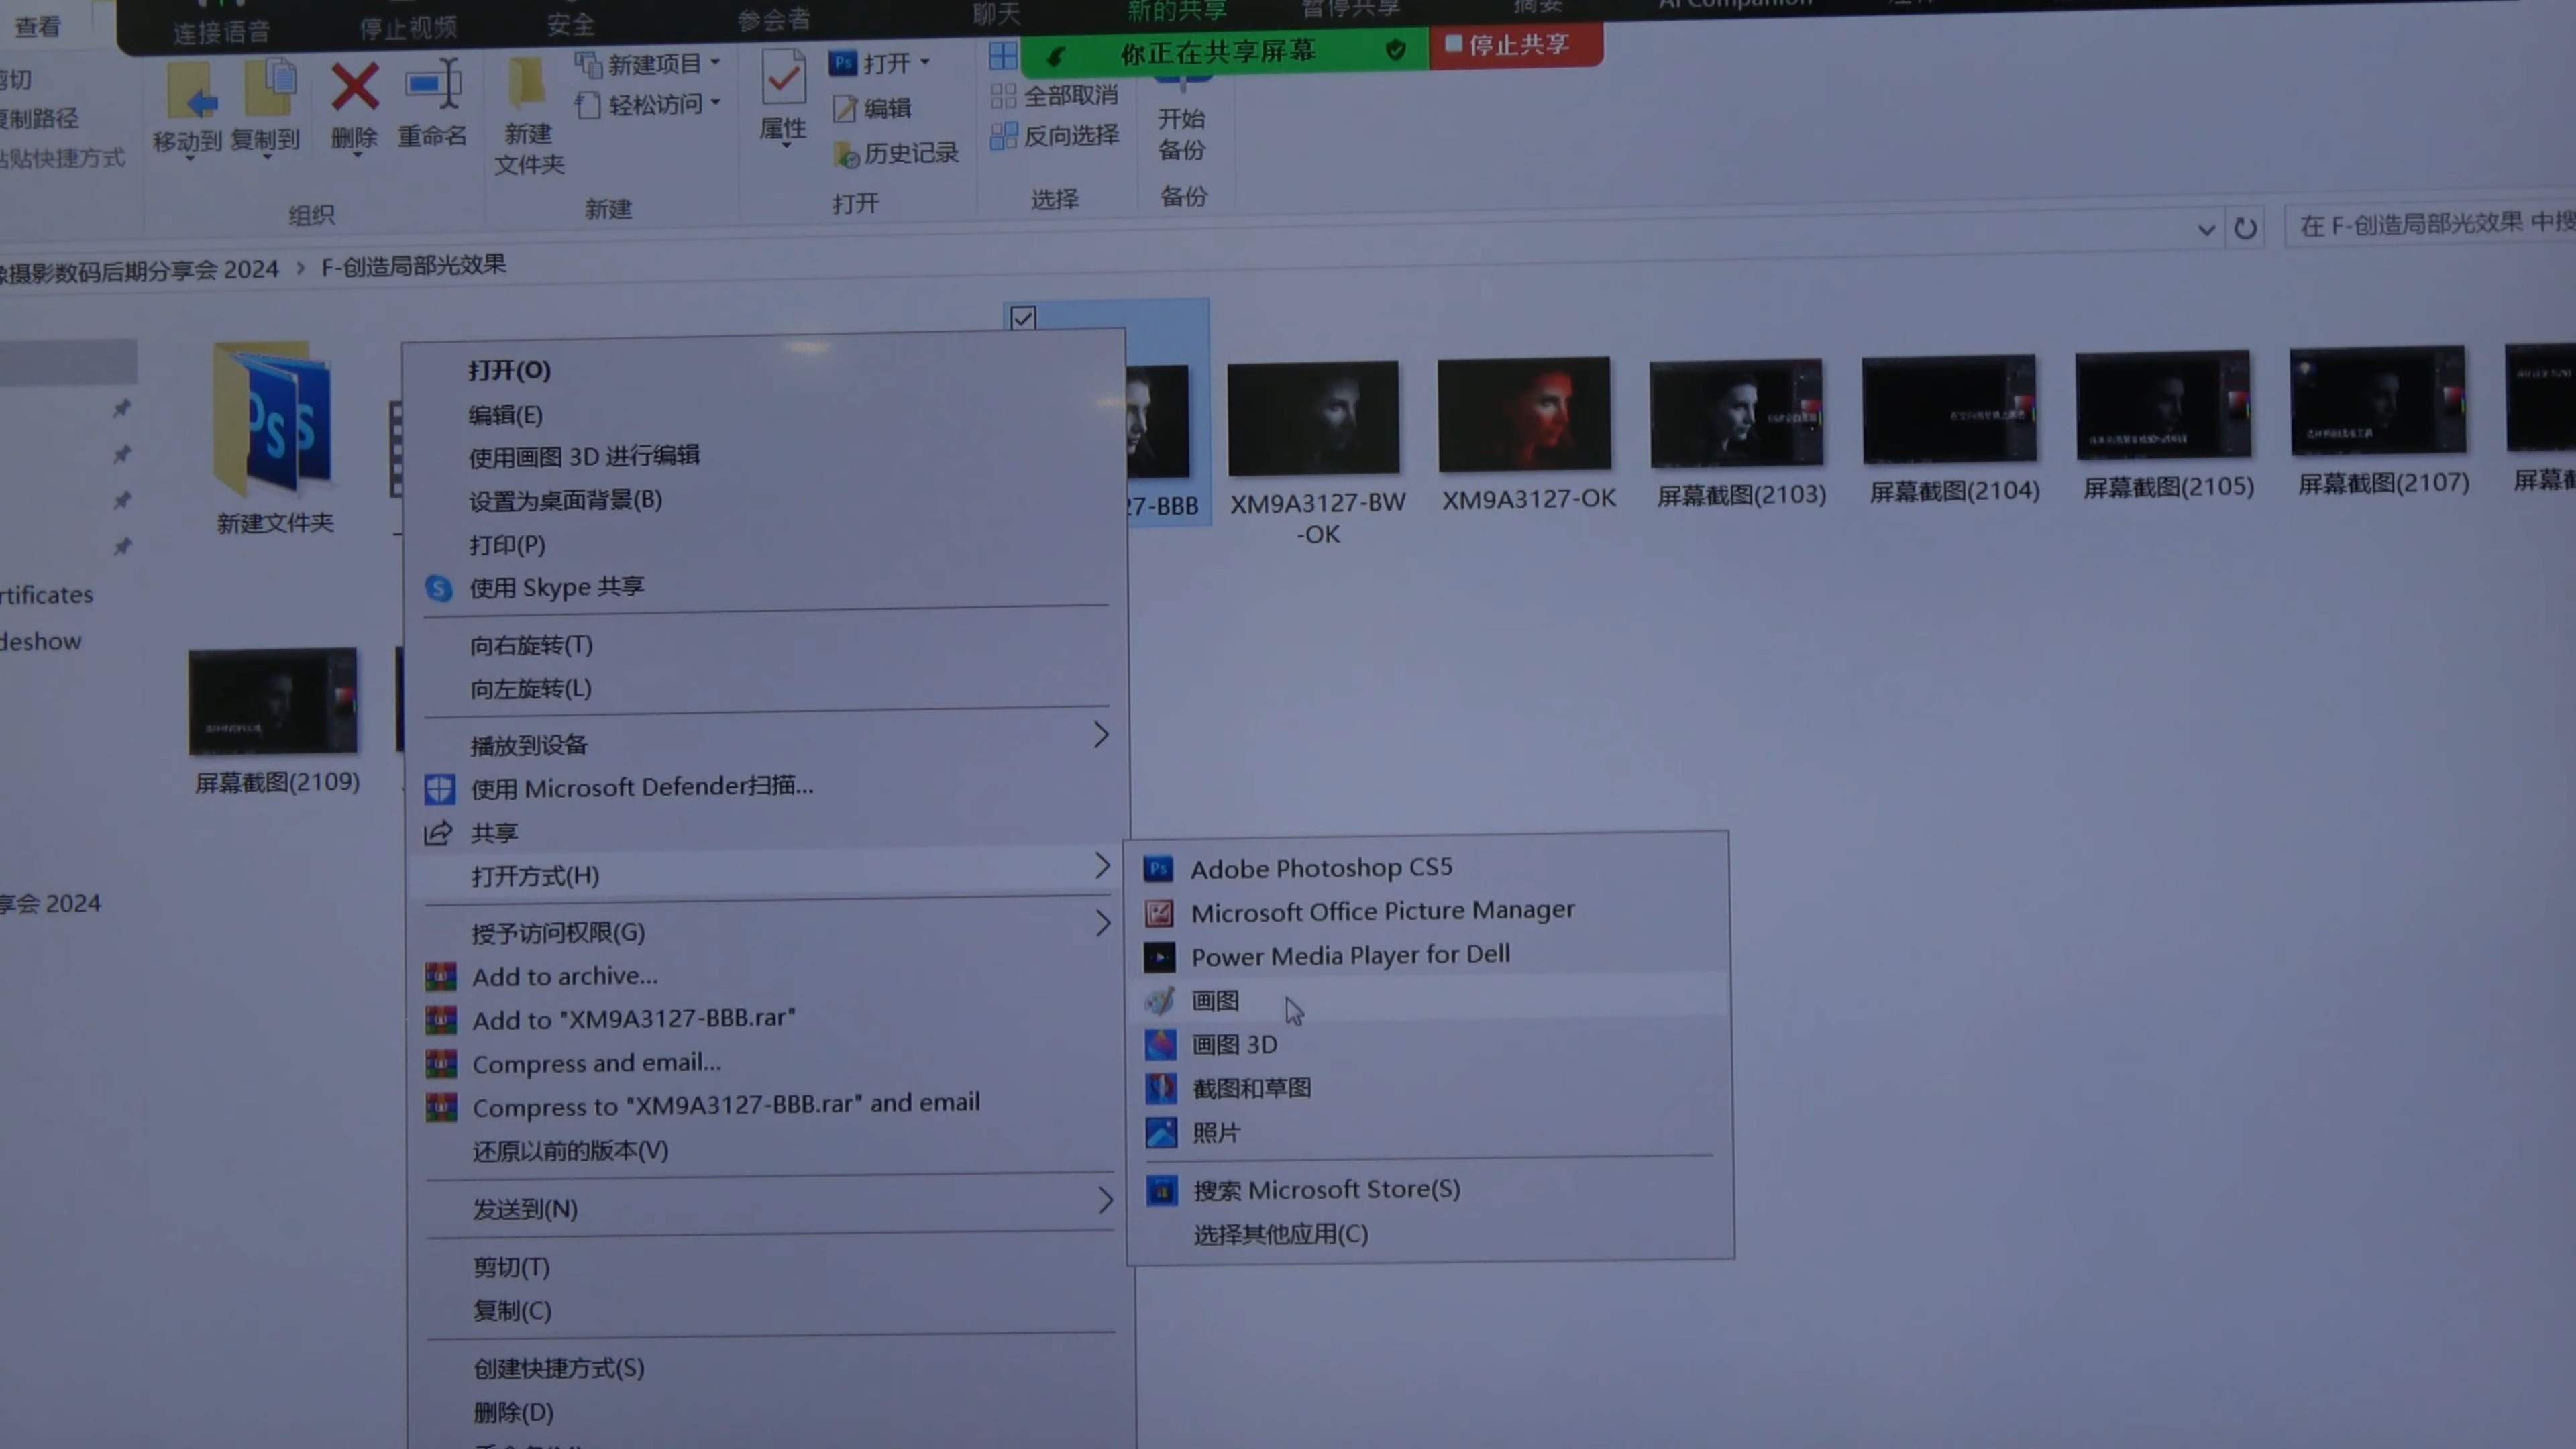 查看
连接语音
停止视频
安全
参会者
聊天
新的共享
暂停共享
摘要
AI Companion
你正在共享屏幕
停止共享
剪切
复制路径
粘贴快捷方式
移动到
复制到
删除
重命名
新建
文件夹
新建项目
轻松访问
属性
Ps
打开
编辑
历史记录
全部取消
反向选择
开始
备份
组织
新建
打开
选择
备份
摄影数码后期分享会 2024 › F-创造局部光效果
在 F-创造局部光效果 中搜
新建文件夹
27-BBB
XM9A3127-BW
-OK
XM9A3127-OK
屏幕截图(2103)
屏幕截图(2104)
屏幕截图(2105)
屏幕截图(2107)
屏幕截
rtificates
deshow
享会 2024
屏幕截图(2109)
打开(O)
编辑(E)
使用画图 3D 进行编辑
设置为桌面背景(B)
打印(P)
使用 Skype 共享
向右旋转(T)
向左旋转(L)
播放到设备
使用 Microsoft Defender扫描...
共享
打开方式(H)
授予访问权限(G)
Add to archive...
Add to "XM9A3127-BBB.rar"
Compress and email...
Compress to "XM9A3127-BBB.rar" and email
还原以前的版本(V)
发送到(N)
剪切(T)
复制(C)
创建快捷方式(S)
删除(D)
Ps Adobe Photoshop CS5
Microsoft Office Picture Manager
Power Media Player for Dell
画图
画图 3D
截图和草图
照片
搜索 Microsoft Store(S)
选择其他应用(C)